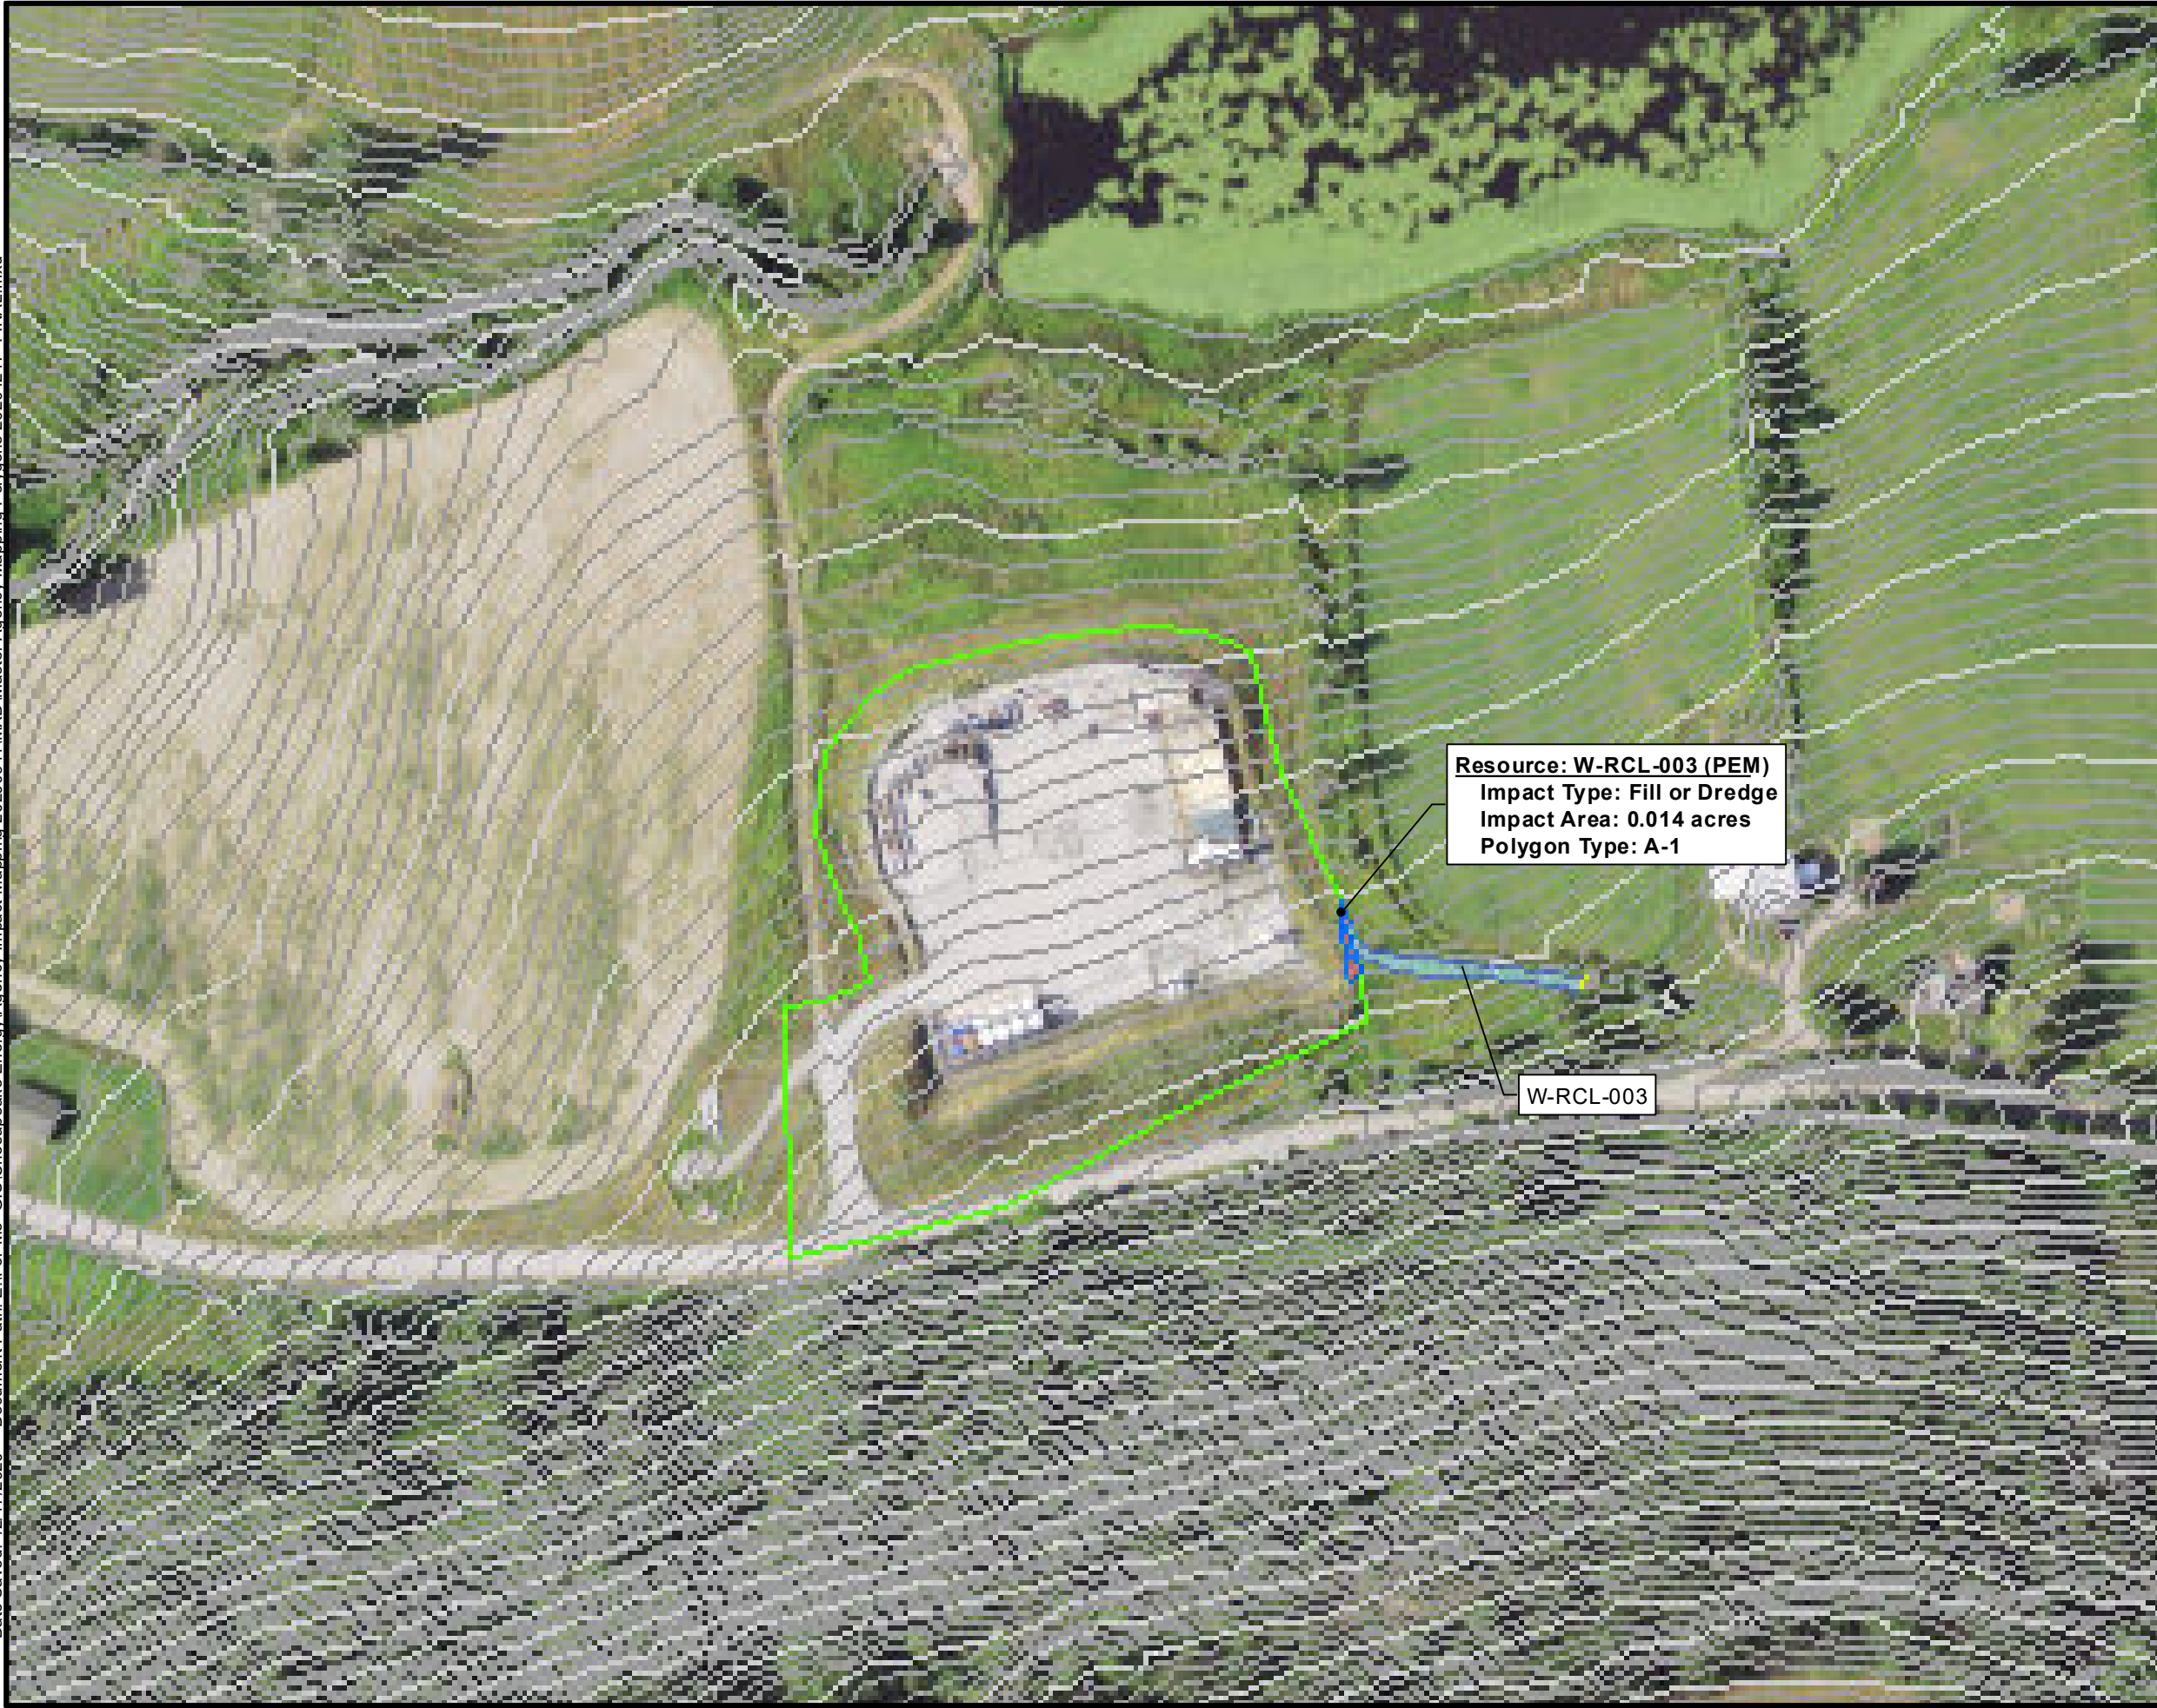 Resource: W-RCL-003 (PEM)
Impact Type: Fill or Dredge
Impact Area: 0.014 acres
Polygon Type: A-1
W-RCL-003